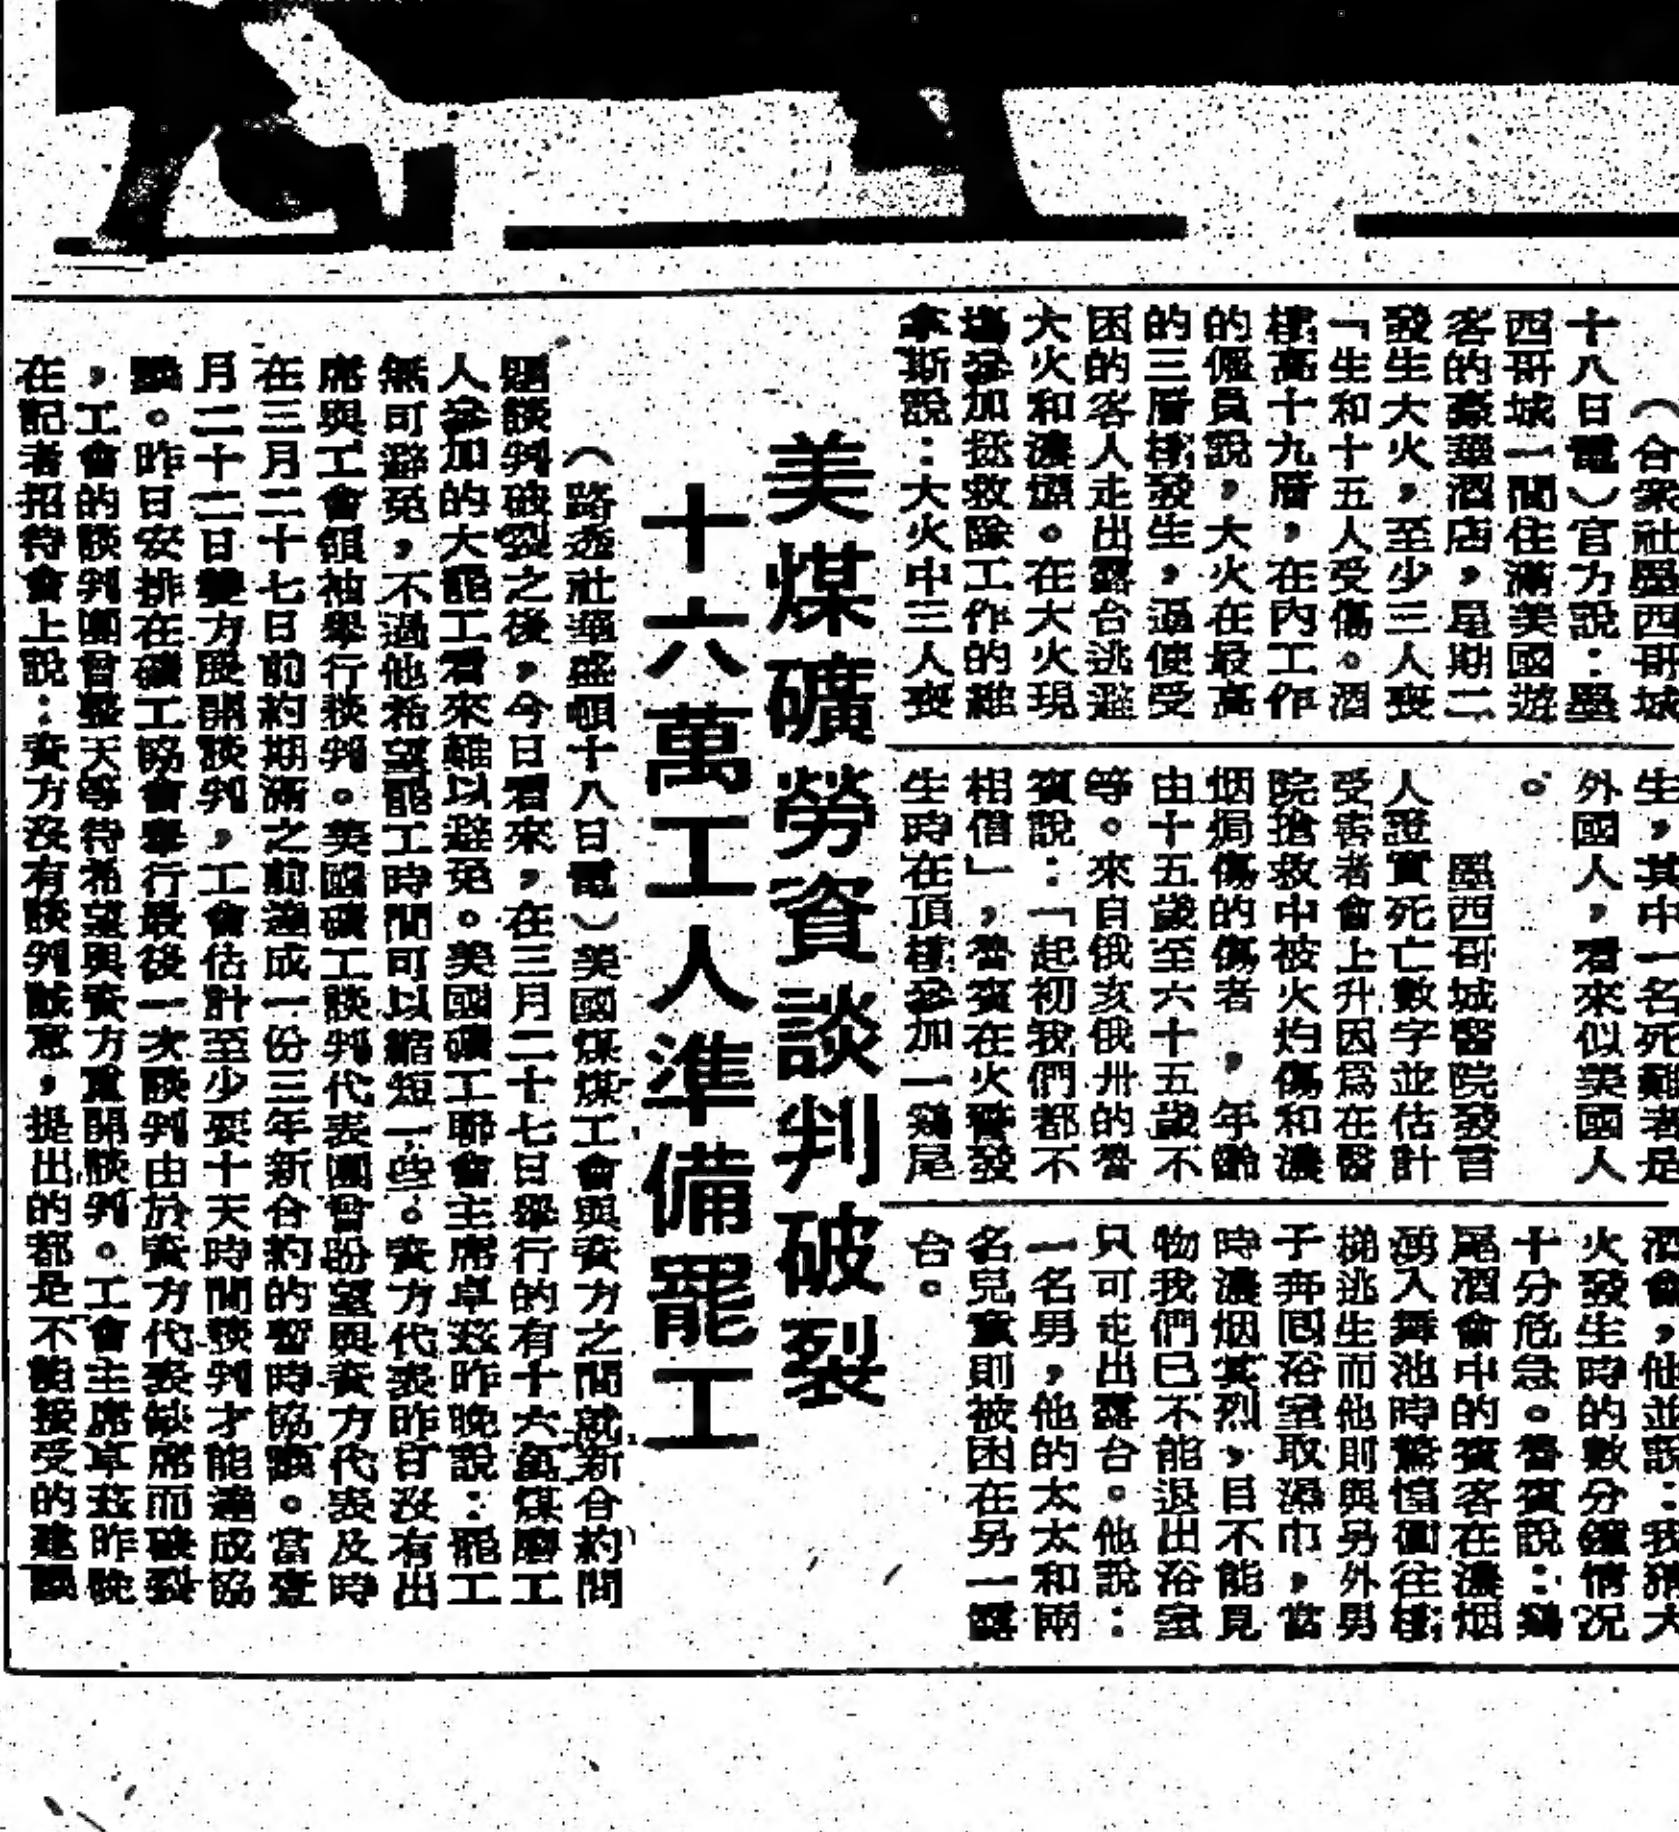 （合衆社墨西哥城
十八日電）官方說：墨
西哥城一間住滿美國遊
客的豪華酒店，星期二
發生大火，至少三人喪
生和十五人受傷。酒
樓高十九層，在內工作
的僱員說，大火在最高
的三層樓發生，逼使受
困的客人走出露台逃避
大火和濃煙。在大火現
場參加拯救隊工作的維
拿斯說：大火中三人喪
生，其中一名死難者是
外國人，看來似美國人
。
墨西哥城醫院發言
人證實死亡數字並估計
受害者會上升因爲在醫
院搶救中被火灼傷和濃
烟焗傷的傷者，年齡
由十五歲至六十五歲不
等。來自俄亥俄州的魯
賓說：「起初我們都不
相信」，魯賓在火警發
生時在頂樓參加一鷄尾
酒會，他並說：我猜大
火發生時的數分鐘情况
十分危急。魯賓說：鷄
尾酒會中的賓客在濃烟
湧入舞池時驚惶衝往樓
梯逃生而他則與另外男
子奔回浴室取濕巾，當
時濃烟甚烈，目不能見
物我們已不能退出浴室
只可走出露台。他說：
一名男，他的太太和兩
名兒童則被困在另一露
台。
美煤礦勞資談判破裂
十六萬工人準備罷工
（路透社華盛頓十八日電）美國煤煤工會與資方之間就新合約問
題談判破裂之後，今日看來，在三月二十七日舉行的有十六萬煤礦工
人參加的大罷工看來難以避免。美國礦工聯會主席卓茲昨晚說：罷工
無可避免，不過他希望罷工時間可以縮短一些。資方代表昨日沒有出
席與工會領袖舉行談判。美國礦工談判代表團曾盼望與資方代表及時
在三月二十七日前約期滿之前達成一份三年新合約的暫時協議。當壹
月二十二日雙方展開談判，工會估計至少要十天時間談判才能達成協
議。昨日安排在礦工協會舉行最後一次談判由於資方代表缺席而破裂
，工會的談判團曾整天等待希望與資方重開談判。工會主席卓茲昨晚
在記者招待會上說：資方沒有談判誠意，提出的都是不能接受的建議